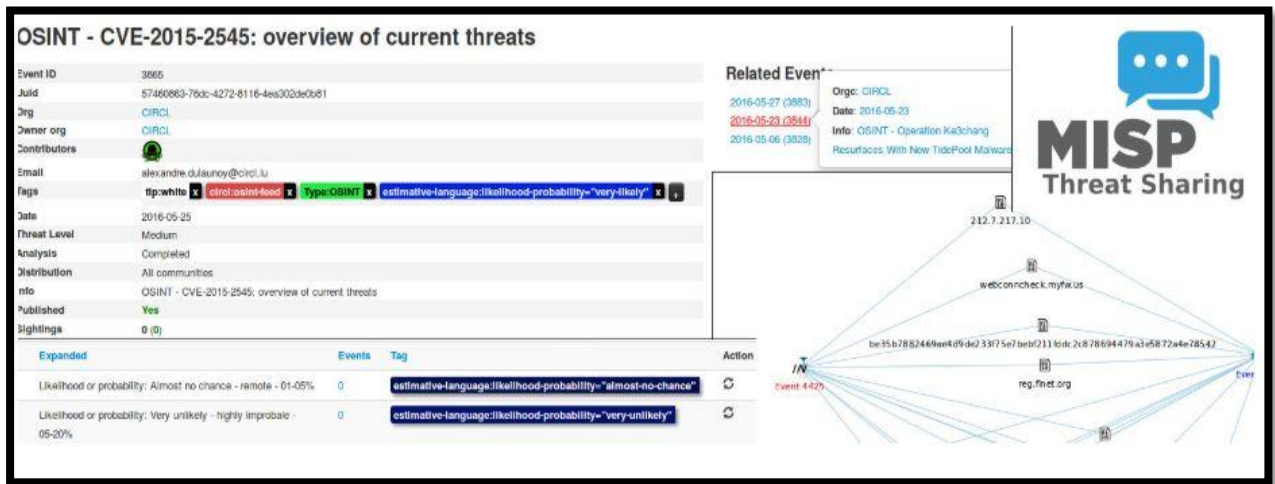 OSINT - CVE-2015-2545: overview of current threats
Event ID 3865
Uuid 57460863-76dc-4272-8116-4ea302de0b81
Org CIRCL
Owner org CIRCL
Contributors
Email alexandre.dulaunoy@circl.lu
Tags tlp:white x circl:osint-feed x Type:OSINT x estimative-language:likelihood-probability="very-likely" x +
Date 2016-05-25
Threat Level Medium
Analysis Completed
Distribution All communities
Info OSINT - CVE-2015-2545: overview of current threats
Published Yes
Sightings 0 (0)
Related Events
2016-05-27 (3883)
2016-05-23 (3844)
2016-05-06 (3828)
Orgc: CIRCL
Date: 2016-05-23
Info: OSINT - Operation Ke3chang
Resurfaces With New TidePool Malware
MISP
Threat Sharing
Expanded Events Tag Action
Likelihood or probability: Almost no chance - remote - 01-05% 0 estimative-language:likelihood-probability="almost-no-chance"
Likelihood or probability: Very unlikely - highly improbale - 0 estimative-language:likelihood-probability="very-unlikely"
05-20%
212.7.217.10
webconncheck.myfw.us
reg.flnet.org
Event 4425